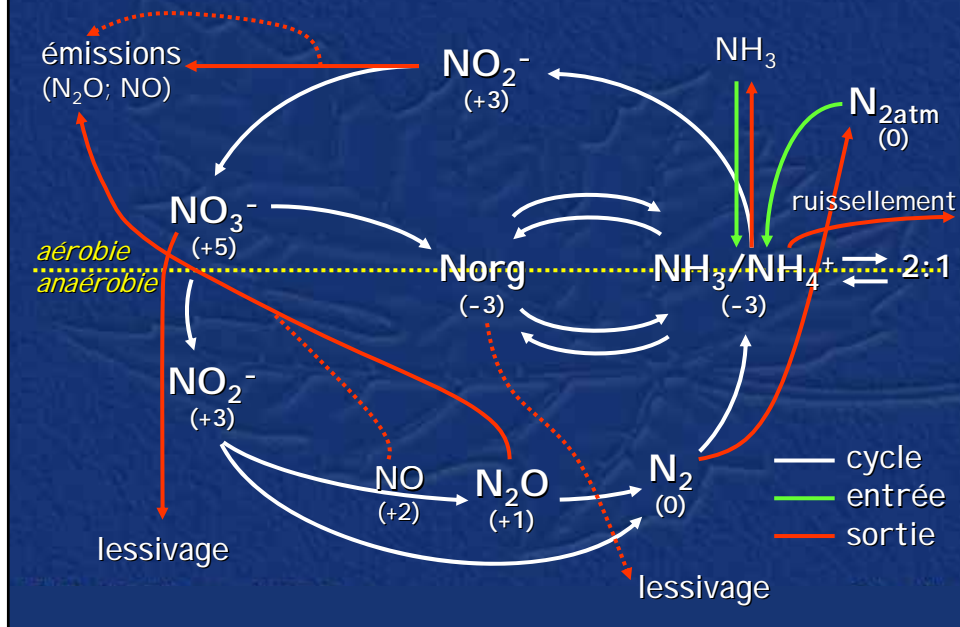 émissions
(N₂O; NO)
NO₂⁻
(+3)
NH₃
N₂atm
(0)
ruissellement
NO₃⁻
(+5)
aérobie
anaérobie
Norg
(-3)
NH₃/NH₄⁺
(-3)
2:1
NO₂⁻
(+3)
NO
(+2)
N₂O
(+1)
N₂
(0)
cycle
entrée
sortie
lessivage
lessivage